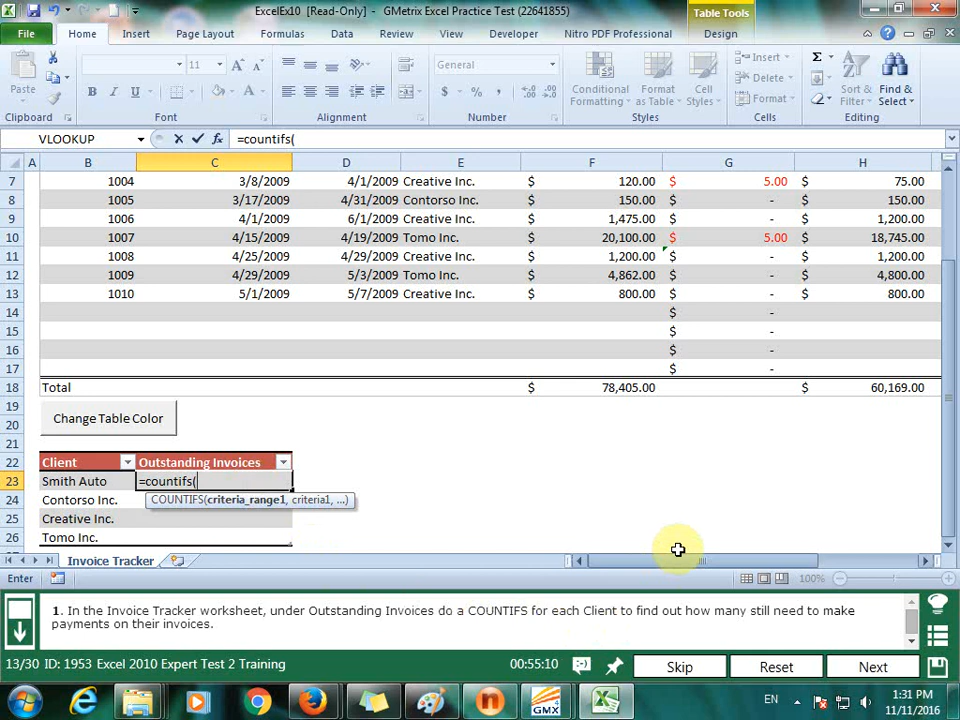 ExcelEx10 [Read-Only] - GMetrix Excel Practice Test (22641855)
Table Tools
File Home Insert Page Layout Formulas Data Review View Developer Nitro PDF Professional Design
Paste
Clipboard
11
B I U
Font
Alignment
General
$ % ,
Number
Conditional Formatting
Format as Table
Cell Styles
Styles
Insert
Delete
Format
Cells
Sort & Filter
Find & Select
Editing
VLOOKUP fx =countifs(
A B C D E F G H
7 1004 3/8/2009 4/1/2009 Creative Inc. $ 120.00 $ 5.00 $ 75.00
8 1005 3/17/2009 4/31/2009 Contorso Inc. $ 150.00 $ - $ 150.00
9 1006 4/1/2009 6/1/2009 Creative Inc. $ 1,475.00 $ - $ 1,200.00
10 1007 4/15/2009 4/19/2009 Tomo Inc. $ 20,100.00 $ 5.00 $ 18,745.00
11 1008 4/25/2009 4/29/2009 Creative Inc. $ 1,200.00 $ - $ 1,200.00
12 1009 4/29/2009 5/3/2009 Tomo Inc. $ 4,862.00 $ - $ 4,800.00
13 1010 5/1/2009 5/7/2009 Creative Inc. $ 800.00 $ - $ 800.00
14 $ -
15 $ -
16 $ -
17 $ -
18 Total $ 78,405.00 $ 60,169.00
19
20 Change Table Color
21
22 Client Outstanding Invoices
23 Smith Auto =countifs(
24 Contorso Inc. COUNTIFS(criteria_range1, criteria1, ...)
25 Creative Inc.
26 Tomo Inc.
Invoice Tracker
Enter 100%
1. In the Invoice Tracker worksheet, under Outstanding Invoices do a COUNTIFS for each Client to find out how many still need to make
payments on their invoices.
13/30 ID: 1953 Excel 2010 Expert Test 2 Training 00:55:10 Skip Reset Next
GMX
EN
1:31 PM
11/11/2016